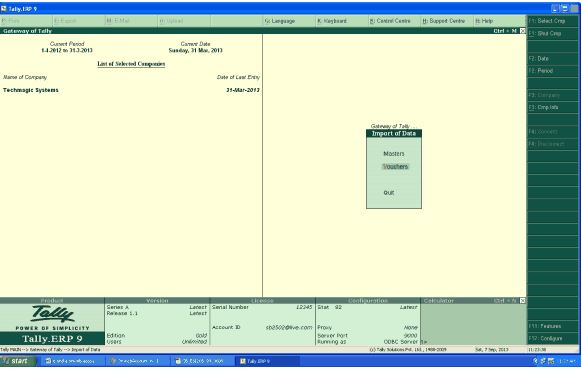 Tally.ERP 9
P: Print E: Export M: E-Mail O: Upload G: Language K: Keyboard K: Control Centre H: Support Centre H: Help F1: Select Cmp
Gateway of Tally Ctrl + M
F1: Shut Cmp
Current Period Current Date
1-4-2012 to 31-3-2013 Sunday, 31 Mar, 2013
F2: Date
F2: Period
List of Selected Companies
Name of Company Date of Last Entry
Techmagic Systems 31-Mar-2013
F3: Company
F3: Cmp Info
Gateway of Tally ...
Import of Data
F4: Connect
F4: Disconnect
Masters
Vouchers
Quit
Product Version License Configuration Calculator Ctrl + N
Tally
POWER OF SIMPLICITY
Tally.ERP 9
Series A Latest
Release 1.1 Latest
Edition Gold
Users Unlimited
Serial Number 12345
Account ID sb2502@live.com
Stat 92 Latest
Proxy None
Server Port 9000
Running as ODBC Server
1>
F11: Features
F12: Configure
Tally MAIN --> Gateway of Tally --> Import of Data (c) Tally Solutions Pvt. Ltd., 1988-2009 Sat, 7 Sep, 2013 11:23:38
start Tally.ERP 9